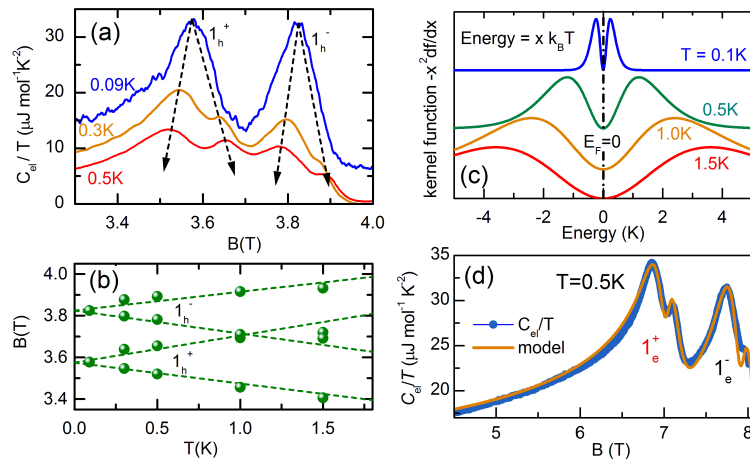 (a)
1h+
1h-
0.09K
0.3K
0.5K
Cel / T (μJ mol-1K-2)
30
20
10
0
3.4 3.6 3.8 4.0
B(T)
Energy = x kBT
T = 0.1K
0.5K
1.0K
EF=0
1.5K
(c)
kernel function -x2df/dx
-4 -2 0 2 4
Energy (K)
(b)
1h-
1h+
B(T)
4.0
3.8
3.6
3.4
0.0 0.5 1.0 1.5
T(K)
(d)
T=0.5K
Cel/T
model
1e+
1e-
Cel/T (μJ mol-1 K-2)
35
30
25
20
5 6 7 8
B (T)